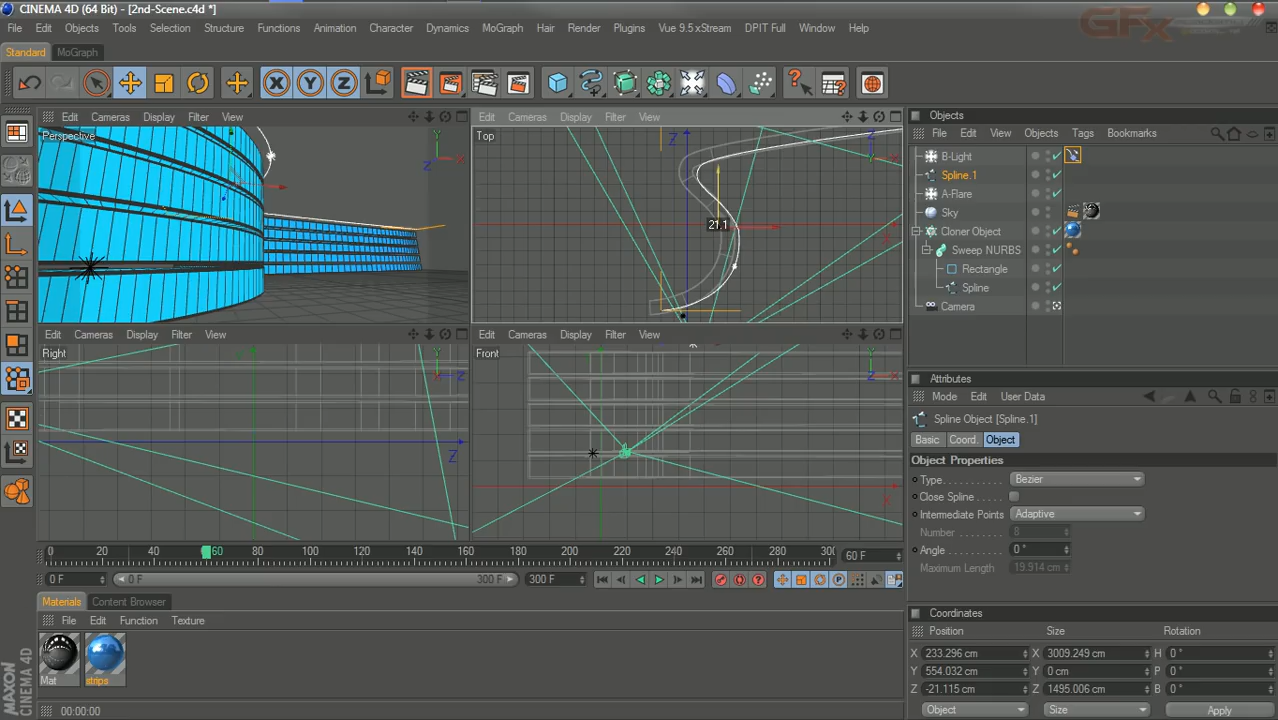 CINEMA 4D (64 Bit) - [2nd-Scene.c4d *]
GFx
File Edit Objects Tools Selection Structure Functions Animation Character Dynamics MoGraph Hair Render Plugins Vue 9.5xStream DPIT Full Window Help
Standard MoGraph
Edit Cameras Display Filter View
Perspective
Y
X
Z
Edit Cameras Display Filter View
Top
Z
Z
Y
X
X
21.1
Edit Cameras Display Filter View
Right
Y
X Z
Z
Edit Cameras Display Filter View
Front
Y
Z X
X
0 20 40 60 80 100 120 140 160 180 200 220 240 260 280 300 60 F
0 F 0 F 300 F 300 F
Materials Content Browser
File Edit Function Texture
Mat
strips
MAXON
CINEMA 4D
00:00:00
Objects
File Edit View Objects Tags Bookmarks
B-Light
Spline.1
A-Flare
Sky
Cloner Object
Sweep NURBS
Rectangle
Spline
Camera
Attributes
Mode Edit User Data
Spline Object [Spline.1]
Basic Coord. Object
Object Properties
Type Bezier
Close Spline
Intermediate Points Adaptive
Number 8
Angle 0 °
Maximum Length 19.914 cm
Coordinates
Position Size Rotation
X 233.296 cm X 3009.249 cm H 0 °
Y 554.032 cm Y 0 cm P 0 °
Z -21.115 cm Z 1495.006 cm B 0 °
Object Size Apply